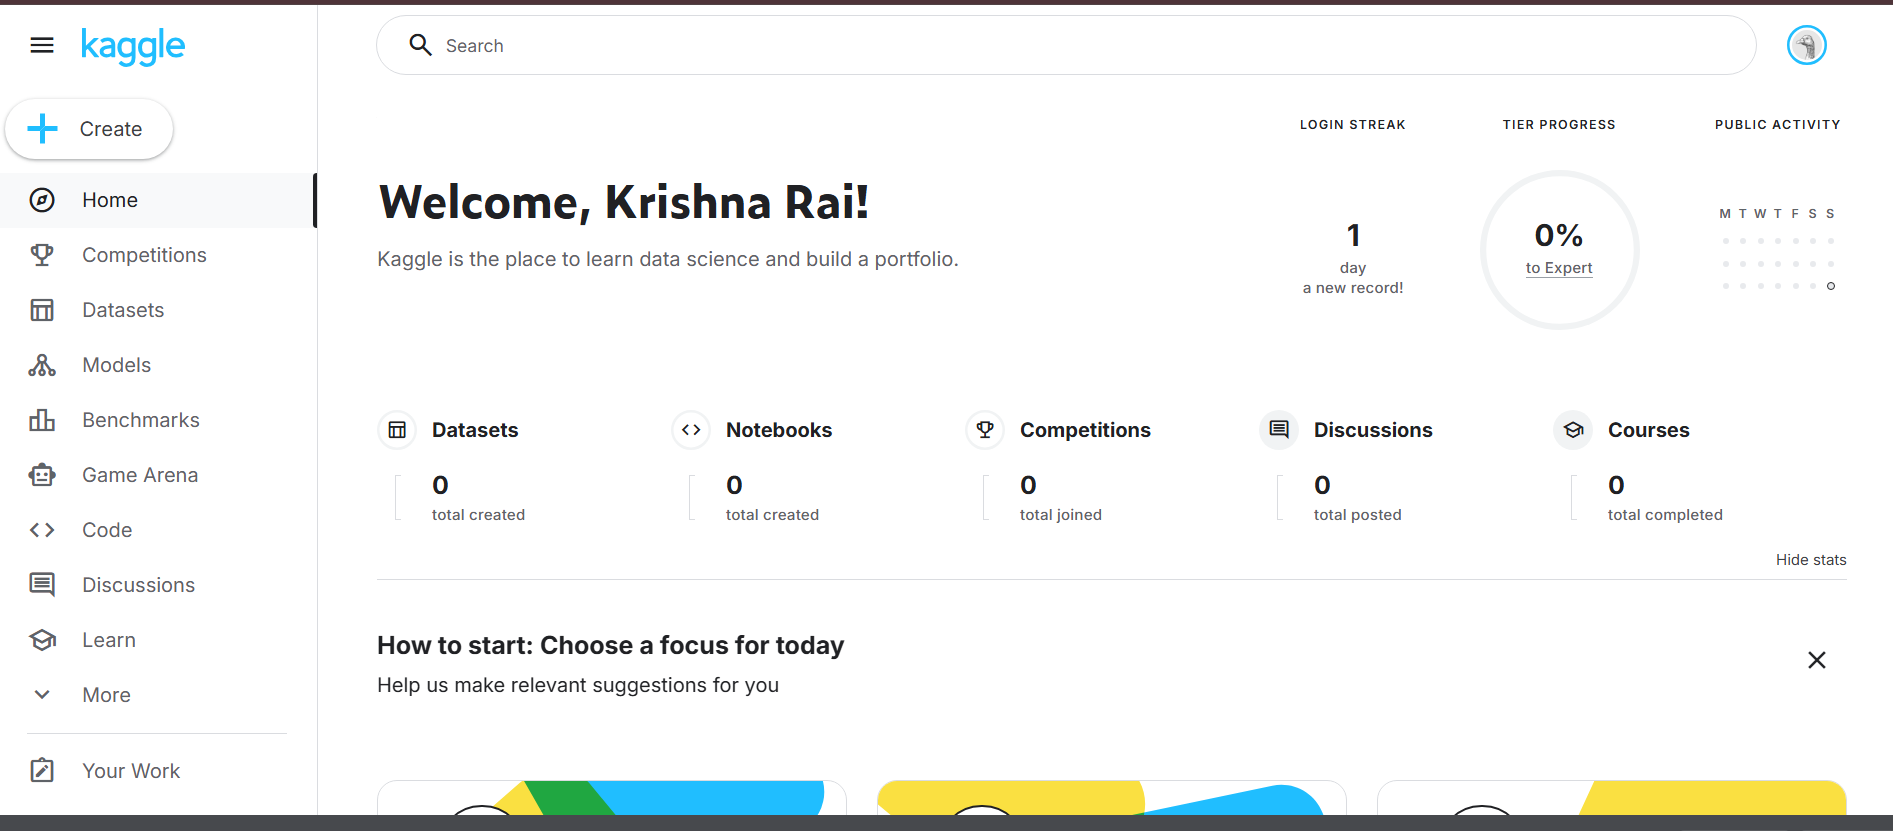 kaggle
Search
Create
Home
Competitions
Datasets
Models
Benchmarks
Game Arena
Code
Discussions
Learn
More
Your Work
LOGIN STREAK
TIER PROGRESS
PUBLIC ACTIVITY
Welcome, Krishna Rai!
Kaggle is the place to learn data science and build a portfolio.
1
day
a new record!
0%
to Expert
M T W T F S S
Datasets
0
total created
Notebooks
0
total created
Competitions
0
total joined
Discussions
0
total posted
Courses
0
total completed
Hide stats
How to start: Choose a focus for today
Help us make relevant suggestions for you